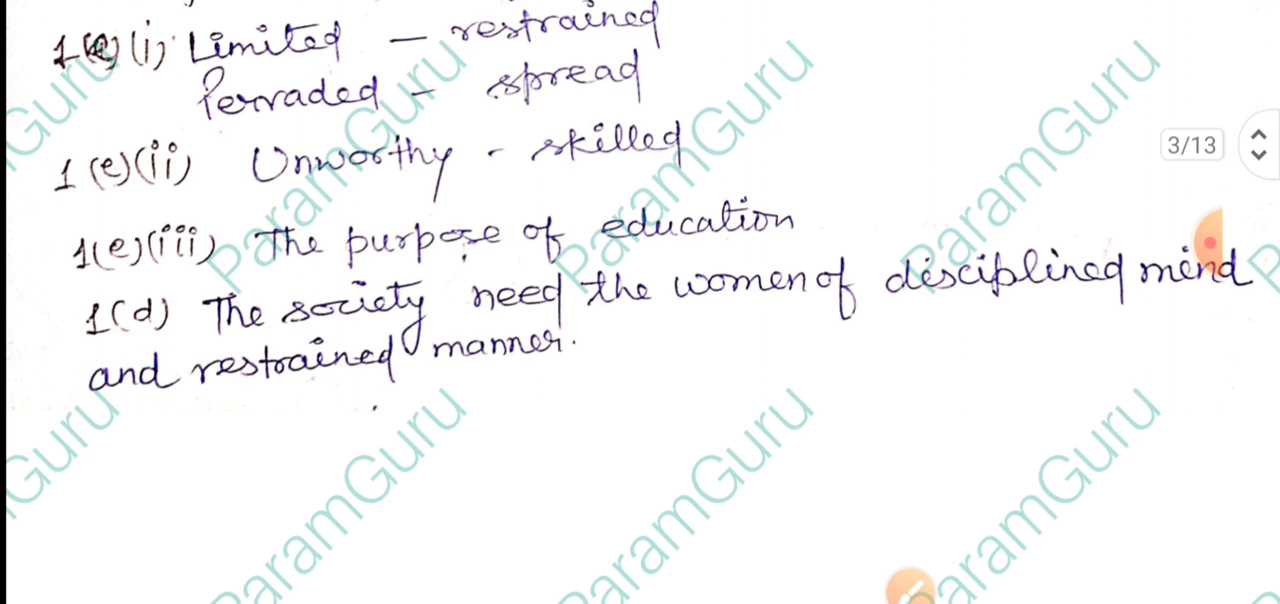 1(e)(i) Limited – restrained
Pervaded – spread
1(e)(ii) Unworthy - skilled
1(e)(iii) The purpose of education
1(d) The society need the women of disciplined mind
and restrained manner.
3/13
ParamGuru